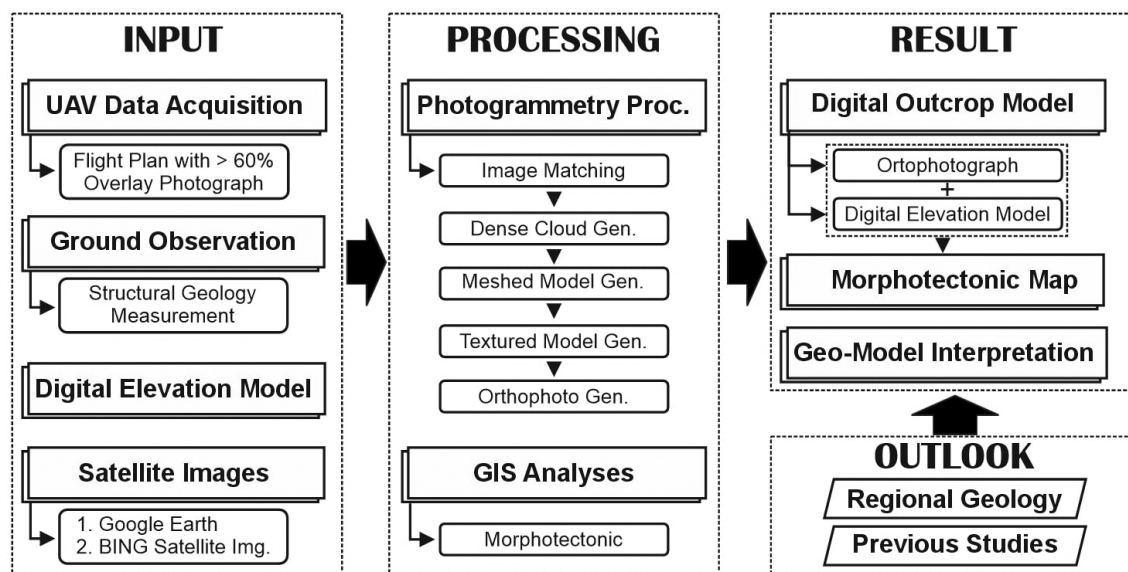 INPUT
UAV Data Acquisition
Flight Plan with > 60%
Overlay Photograph
Ground Observation
Structural Geology
Measurement
Digital Elevation Model
Satellite Images
1. Google Earth
2. BING Satellite Img.
PROCESSING
Photogrammetry Proc.
Image Matching
Dense Cloud Gen.
Meshed Model Gen.
Textured Model Gen.
Orthophoto Gen.
GIS Analyses
Morphotectonic
RESULT
Digital Outcrop Model
Ortophotograph
+
Digital Elevation Model
Morphotectonic Map
Geo-Model Interpretation
OUTLOOK
Regional Geology
Previous Studies